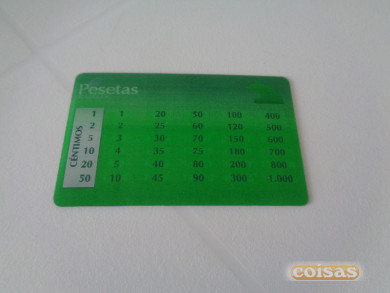 Pesetas
CÉNTIMOS
1 1 20 50 100 400
2 2 25 60 120 500
5 3 30 70 150 600
10 4 35 75 180 700
20 5 40 80 200 800
50 10 45 90 300 1.000
coisas